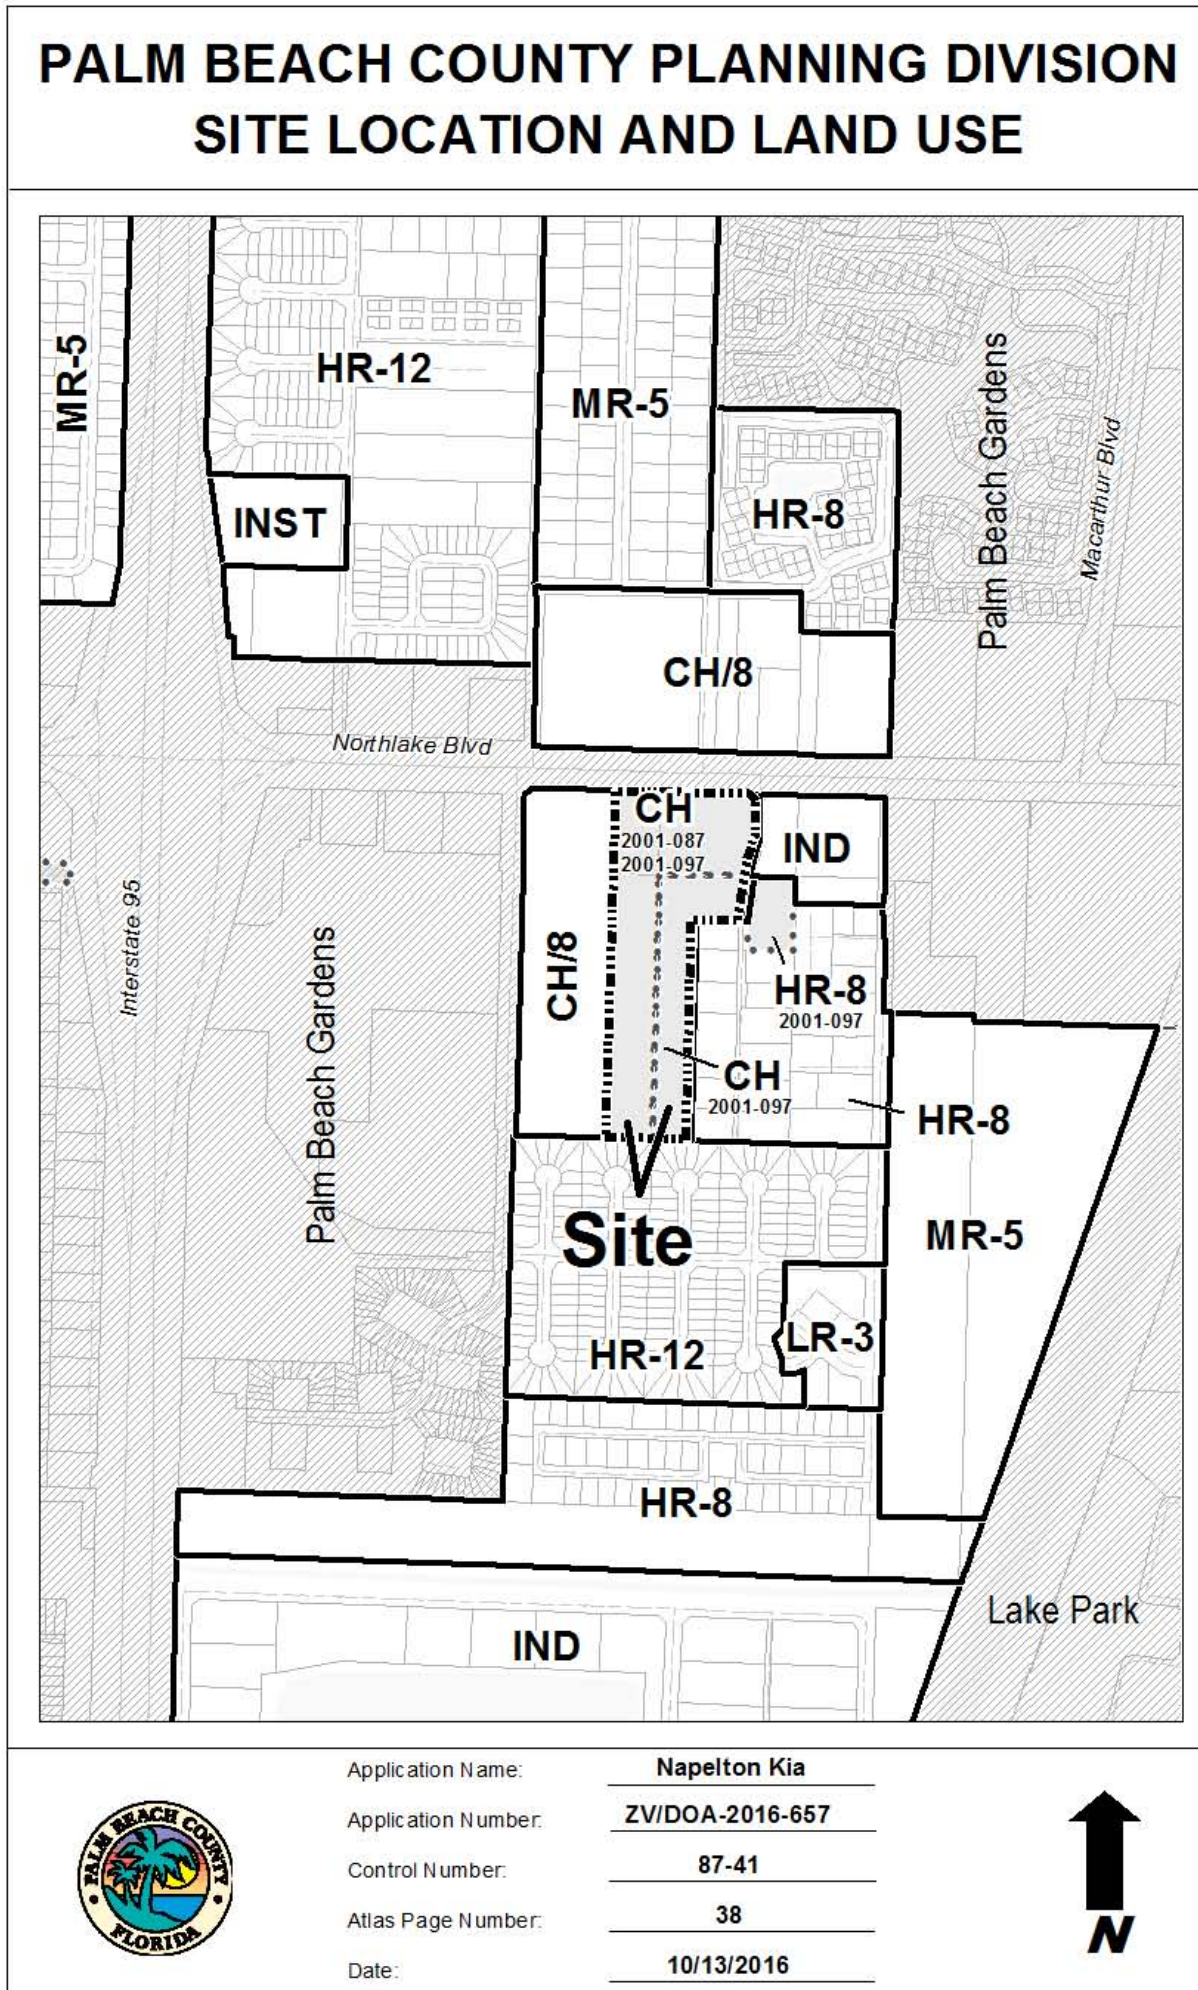 PALM BEACH COUNTY PLANNING DIVISION
SITE LOCATION AND LAND USE
MR-5
HR-12
MR-5
Palm Beach Gardens
Macarthur Blvd
INST
HR-8
CH/8
Northlake Blvd
CH
2001-087
2001-097
IND
Interstate 95
Palm Beach Gardens
CH/8
HR-8
2001-097
CH
2001-097
HR-8
Site
MR-5
HR-12
LR-3
HR-8
Lake Park
IND
PALM BEACH COUNTY
FLORIDA
Application Name: Napelton Kia
Application Number: ZV/DOA-2016-657
Control Number: 87-41
Atlas Page Number: 38
Date: 10/13/2016
N